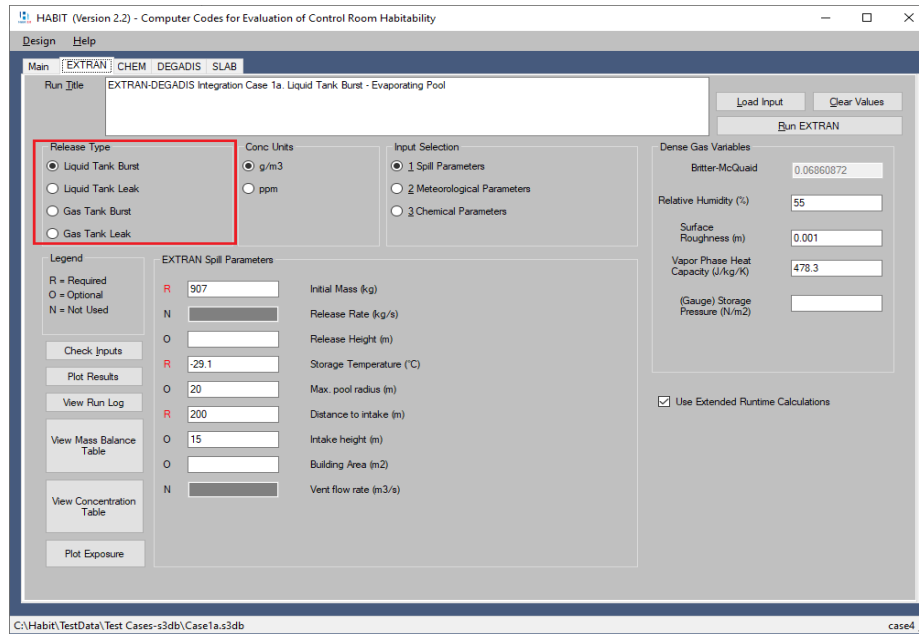 HABIT (Version 2.2) - Computer Codes for Evaluation of Control Room Habitability
Design Help
Main EXTRAN CHEM DEGADIS SLAB
Run Title
EXTRAN-DEGADIS Integration Case 1a. Liquid Tank Burst - Evaporating Pool
Load Input Clear Values
Run EXTRAN
Release Type
Liquid Tank Burst
Liquid Tank Leak
Gas Tank Burst
Gas Tank Leak
Conc Units
g/m3
ppm
Input Selection
1 Spill Parameters
2 Meteorological Parameters
3 Chemical Parameters
Dense Gas Variables
Britter-McQuaid 0.06860872
Relative Humidity (%) 55
Surface
Roughness (m) 0.001
Vapor Phase Heat
Capacity (J/kg/K) 478.3
(Gauge) Storage
Pressure (N/m2)
Legend
R = Required
O = Optional
N = Not Used
Check Inputs
Plot Results
View Run Log
View Mass Balance
Table
View Concentration
Table
Plot Exposure
EXTRAN Spill Parameters
R 907 Initial Mass (kg)
N Release Rate (kg/s)
O Release Height (m)
R -29.1 Storage Temperature (°C)
O 20 Max. pool radius (m)
R 200 Distance to intake (m)
O 15 Intake height (m)
O Building Area (m2)
N Vent flow rate (m3/s)
Use Extended Runtime Calculations
C:\Habit\TestData\Test Cases-s3db\Case1a.s3db case4